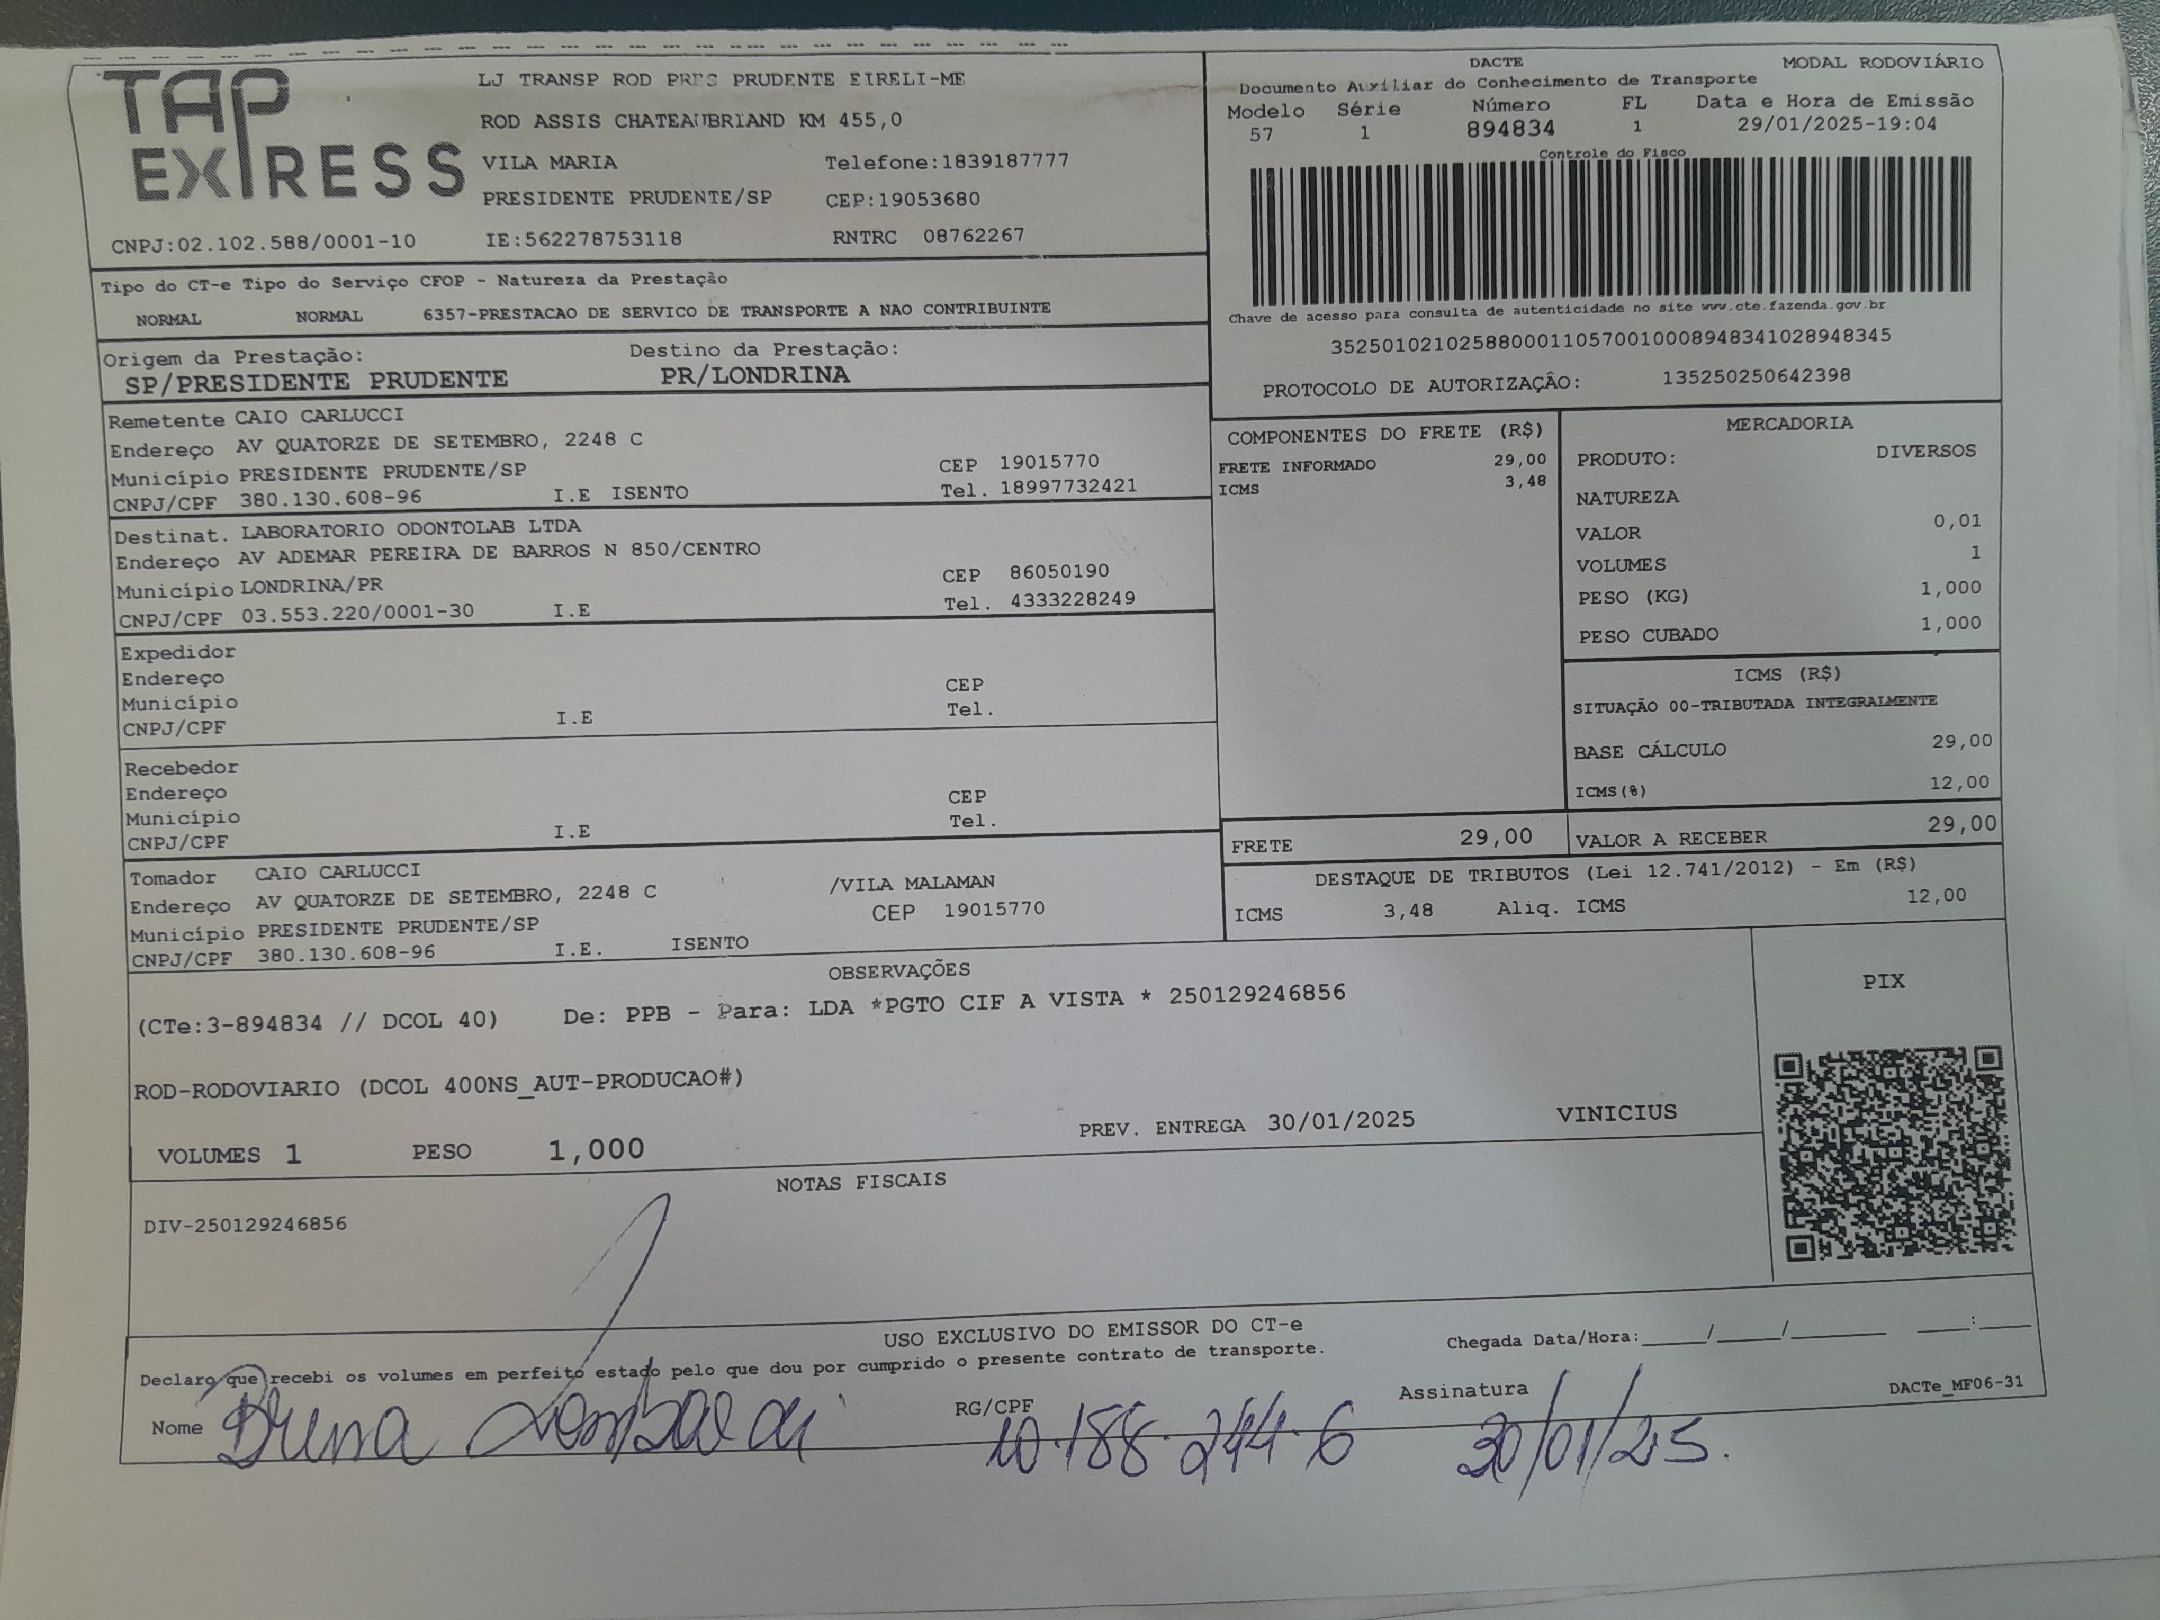 TAP EXPRESS
LJ TRANSP ROD PRES PRUDENTE EIRELI-ME
ROD ASSIS CHATEAUBRIAND KM 455,0
VILA MARIA Telefone:1839187777
PRESIDENTE PRUDENTE/SP CEP:19053680
CNPJ:02.102.588/0001-10 IE:562278753118 RNTRC 08762267
DACTE MODAL RODOVIÁRIO
Documento Auxiliar do Conhecimento de Transporte
Modelo Série Número FL Data e Hora de Emissão
57 1 894834 1 29/01/2025-19:04
Controle do Fisco
Chave de acesso para consulta de autenticidade no site www.cte.fazenda.gov.br
35250102102588000110570010008948341028948345
PROTOCOLO DE AUTORIZAÇÃO: 135250250642398
Tipo do CT-e Tipo do Serviço CFOP - Natureza da Prestação
NORMAL NORMAL 6357-PRESTACAO DE SERVICO DE TRANSPORTE A NAO CONTRIBUINTE
Origem da Prestação: Destino da Prestação:
SP/PRESIDENTE PRUDENTE PR/LONDRINA
Remetente CAIO CARLUCCI
Endereço AV QUATORZE DE SETEMBRO, 2248 C
Município PRESIDENTE PRUDENTE/SP CEP 19015770
CNPJ/CPF 380.130.608-96 I.E ISENTO Tel. 18997732421
Destinat. LABORATORIO ODONTOLAB LTDA
Endereço AV ADEMAR PEREIRA DE BARROS N 850/CENTRO
Município LONDRINA/PR CEP 86050190
CNPJ/CPF 03.553.220/0001-30 I.E Tel. 4333228249
Expedidor
Endereço
Município CEP
CNPJ/CPF I.E Tel.
Recebedor
Endereço
Município CEP
CNPJ/CPF I.E Tel.
Tomador CAIO CARLUCCI
Endereço AV QUATORZE DE SETEMBRO, 2248 C /VILA MALAMAN
Município PRESIDENTE PRUDENTE/SP CEP 19015770
CNPJ/CPF 380.130.608-96 I.E. ISENTO
COMPONENTES DO FRETE (R$)
FRETE INFORMADO 29,00
ICMS 3,48
MERCADORIA
PRODUTO: DIVERSOS
NATUREZA
VALOR 0,01
VOLUMES 1
PESO (KG) 1,000
PESO CUBADO 1,000
ICMS (R$)
SITUAÇÃO 00-TRIBUTADA INTEGRALMENTE
BASE CÁLCULO 29,00
ICMS(%) 12,00
FRETE 29,00 VALOR A RECEBER 29,00
DESTAQUE DE TRIBUTOS (Lei 12.741/2012) - Em (R$)
ICMS 3,48 Aliq. ICMS 12,00
OBSERVAÇÕES
(CTe:3-894834 // DCOL 40) De: PPB - Para: LDA *PGTO CIF A VISTA * 250129246856
ROD-RODOVIARIO (DCOL 400NS_AUT-PRODUCAO#)
PREV. ENTREGA 30/01/2025 VINICIUS
VOLUMES 1 PESO 1,000
PIX
NOTAS FISCAIS
DIV-250129246856
USO EXCLUSIVO DO EMISSOR DO CT-e
Declaro que recebi os volumes em perfeito estado pelo que dou por cumprido o presente contrato de transporte.
Chegada Data/Hora:_____/_____/_______ ____:____
Nome Bruna Lombardi RG/CPF 10.188.244-6 Assinatura 30/01/25.
DACTe_MF06-31